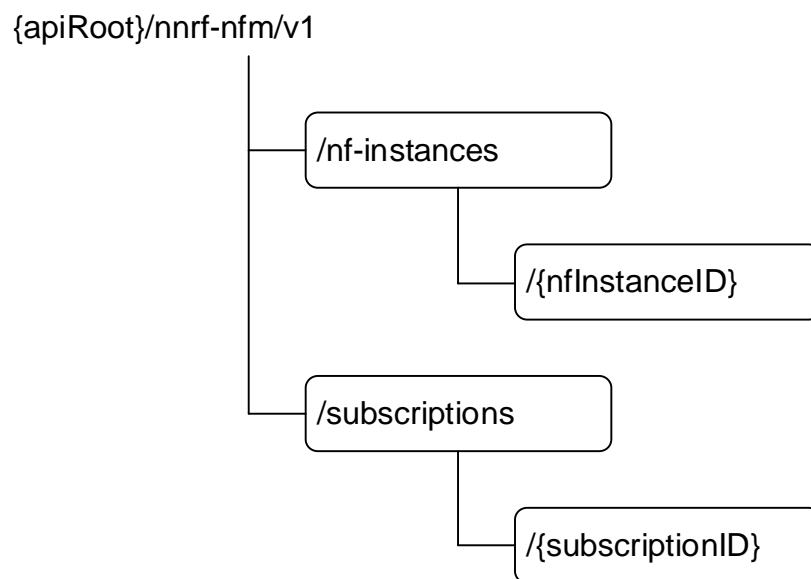 {apiRoot}/nnrf-nfm/v1
/nf-instances
/{nfInstanceID}
/subscriptions
/{subscriptionID}